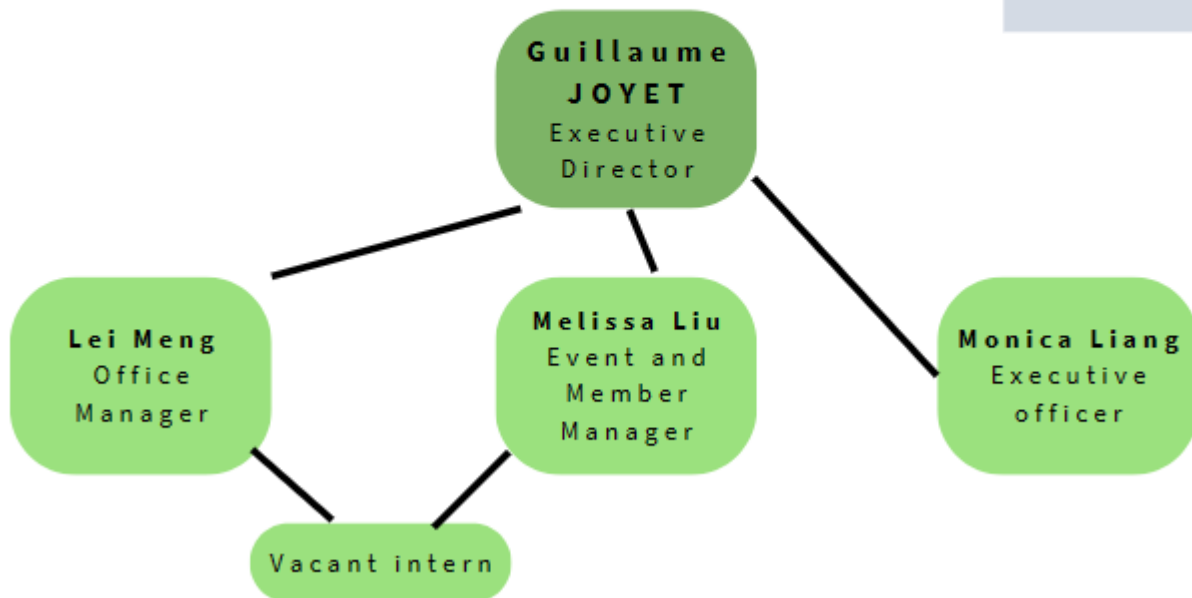 Guillaume
JOYET
Executive
Director
Lei Meng
Office
Manager
Melissa Liu
Event and
Member
Manager
Monica Liang
Executive
officer
Vacant intern